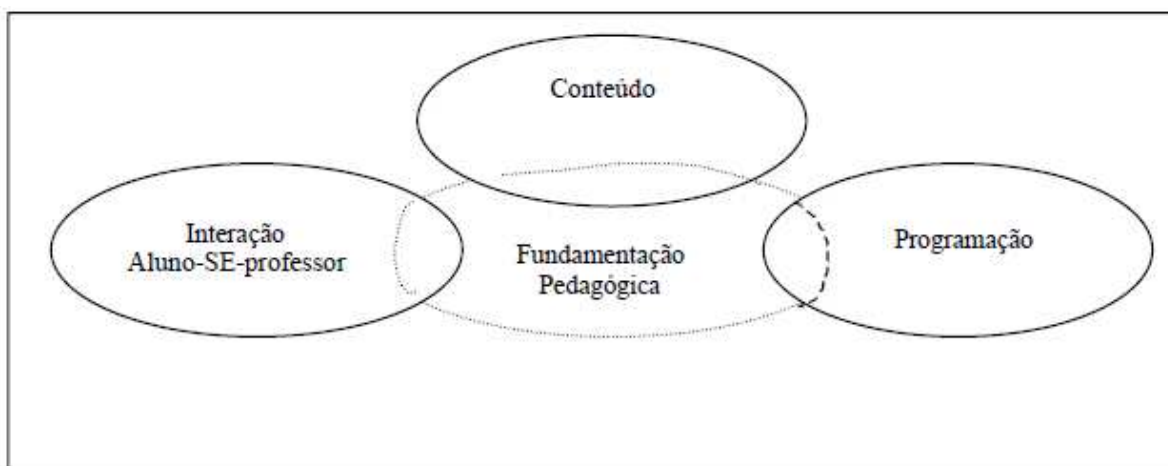 Conteúdo
Interação
Aluno-SE-professor
Fundamentação
Pedagógica
Programação